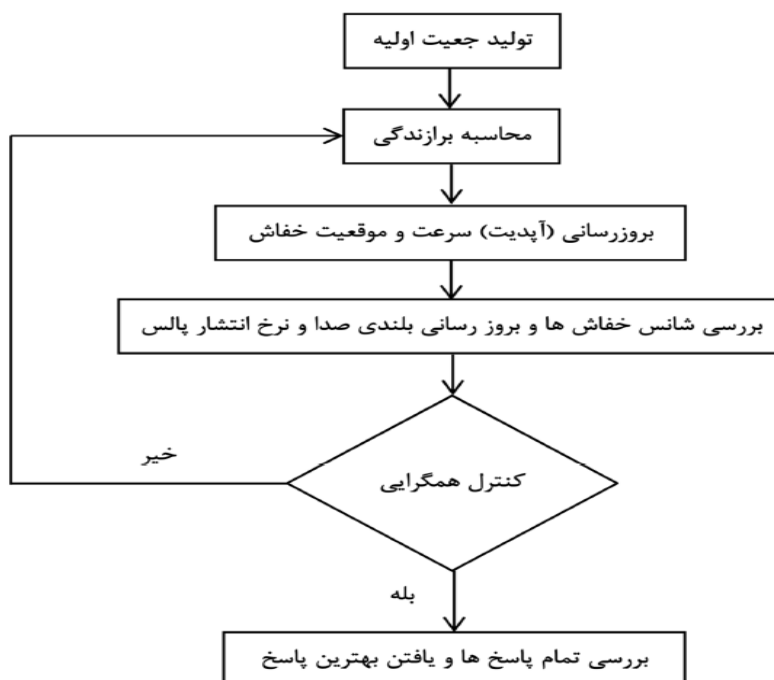 تولید جعیت اولیه
محاسبه برازندگی
بروزرسانی (آپدیت) سرعت و موقعیت خفاش
بررسی شانس خفاش ها و بروز رسانی بلندی صدا و نرخ انتشار پالس
خیر
کنترل همگرایی
بله
بررسی تمام پاسخ ها و یافتن بهترین پاسخ